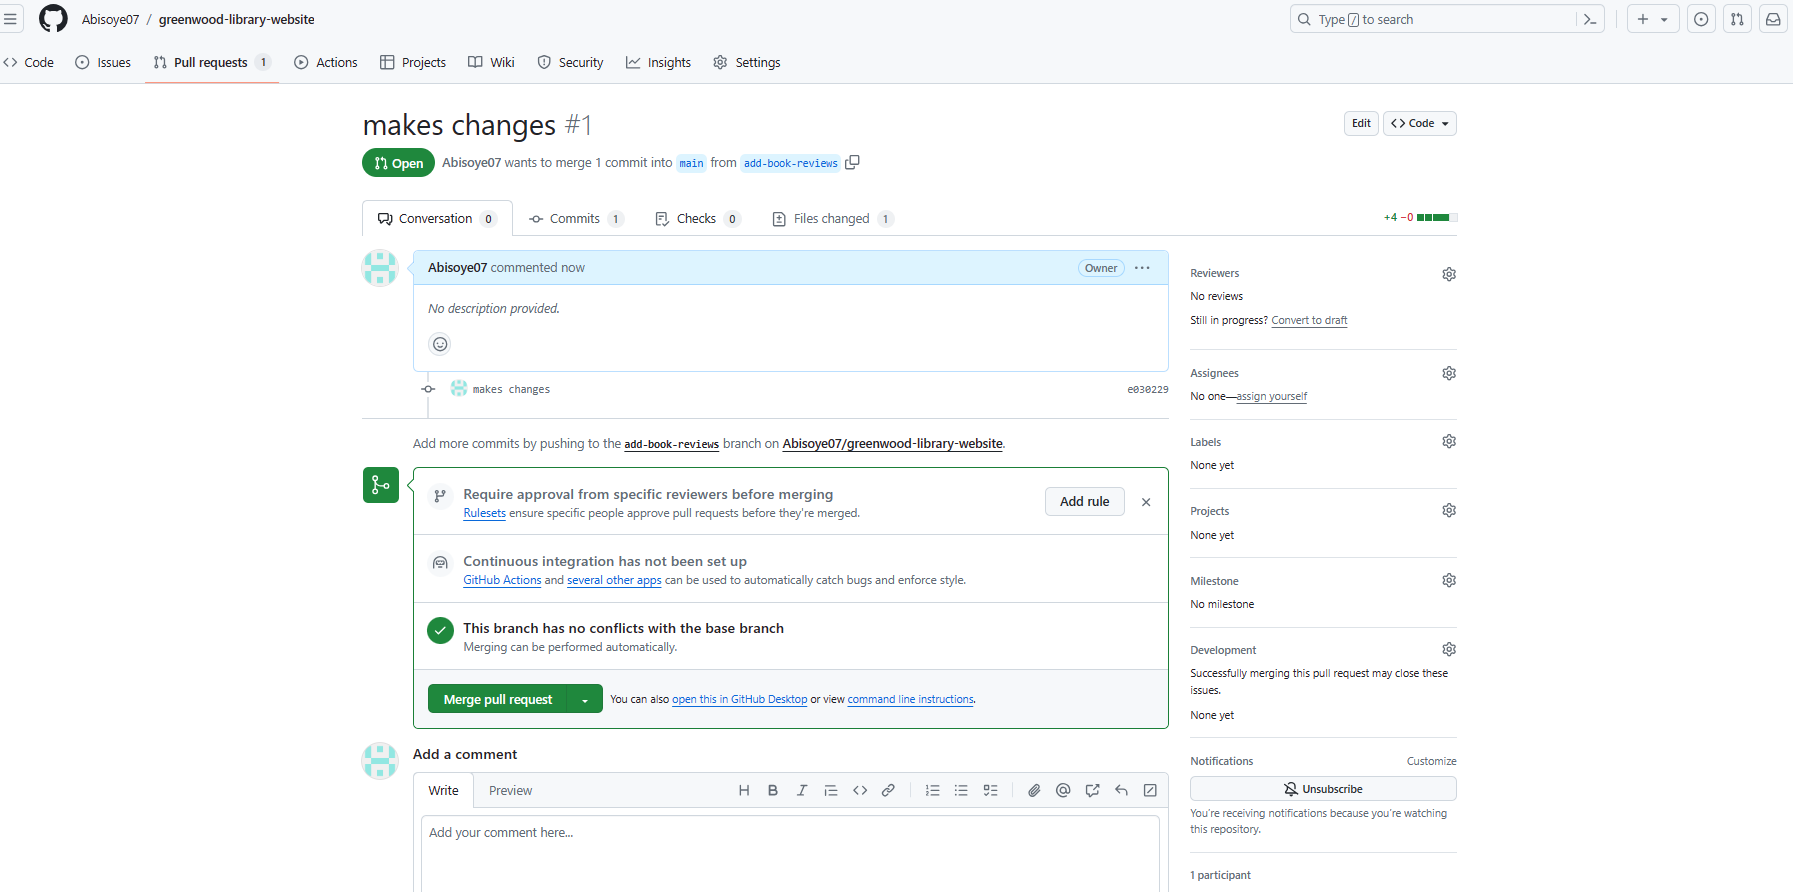 Abisoye07 / greenwood-library-website
Type / to search
Code
Issues
Pull requests 1
Actions
Projects
Wiki
Security
Insights
Settings
makes changes #1
Edit
Code
Open
Abisoye07 wants to merge 1 commit into main from add-book-reviews
Conversation 0
Commits 1
Checks 0
Files changed 1
+4 −0
Abisoye07 commented now
Owner
No description provided.
makes changes
e030229
Add more commits by pushing to the add-book-reviews branch on Abisoye07/greenwood-library-website.
Require approval from specific reviewers before merging
Rulesets ensure specific people approve pull requests before they're merged.
Add rule
Continuous integration has not been set up
GitHub Actions and several other apps can be used to automatically catch bugs and enforce style.
This branch has no conflicts with the base branch
Merging can be performed automatically.
Merge pull request
You can also open this in GitHub Desktop or view command line instructions.
Add a comment
Write
Preview
Add your comment here...
Reviewers
No reviews
Still in progress? Convert to draft
Assignees
No one—assign yourself
Labels
None yet
Projects
None yet
Milestone
No milestone
Development
Successfully merging this pull request may close these
issues.
None yet
Notifications
Customize
Unsubscribe
You're receiving notifications because you're watching
this repository.
1 participant